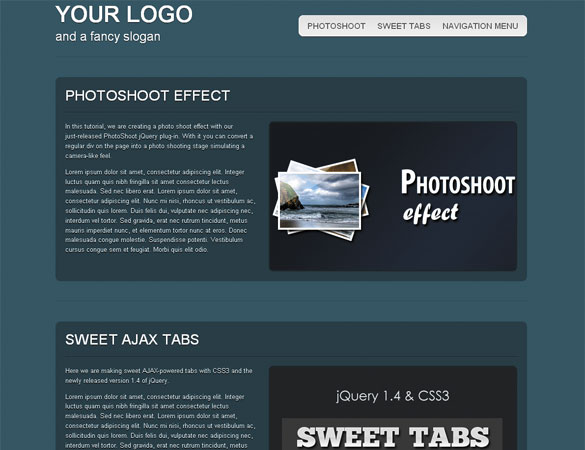 YOUR LOGO
and a fancy slogan
PHOTOSHOOT SWEET TABS NAVIGATION MENU
PHOTOSHOOT EFFECT
In this tutorial, we are creating a photo shoot effect with our
just-released PhotoShoot jQuery plug-in. With it you can convert a
regular div on the page into a photo shooting stage simulating a
camera-like feel.
Lorem ipsum dolor sit amet, consectetur adipiscing elit. Integer
luctus quam quis nibh fringilla sit amet consectetur lectus
malesuada. Sed nec libero erat. Lorem ipsum dolor sit amet,
consectetur adipiscing elit. Nunc mi nisi, rhoncus ut vestibulum ac,
sollicitudin quis lorem. Duis felis dui, vulputate nec adipiscing nec,
interdum vel tortor. Sed gravida, erat nec rutrum tincidunt, metus
mauris imperdiet nunc, et elementum tortor nunc at eros. Donec
malesuada congue molestie. Suspendisse potenti. Vestibulum
cursus congue sem et feugiat. Morbi quis elit odio.
PHOTOSHOOT
effect
SWEET AJAX TABS
Here we are making sweet AJAX-powered tabs with CSS3 and the
newly released version 1.4 of jQuery.
Lorem ipsum dolor sit amet, consectetur adipiscing elit. Integer
luctus quam quis nibh fringilla sit amet consectetur lectus
malesuada. Sed nec libero erat. Lorem ipsum dolor sit amet,
consectetur adipiscing elit. Nunc mi nisi, rhoncus ut vestibulum ac,
sollicitudin quis lorem. Duis felis dui, vulputate nec adipiscing nec,
interdum vel tortor. Sed gravida, erat nec rutrum tincidunt, metus
jQuery 1.4 & CSS3
SWEET TABS